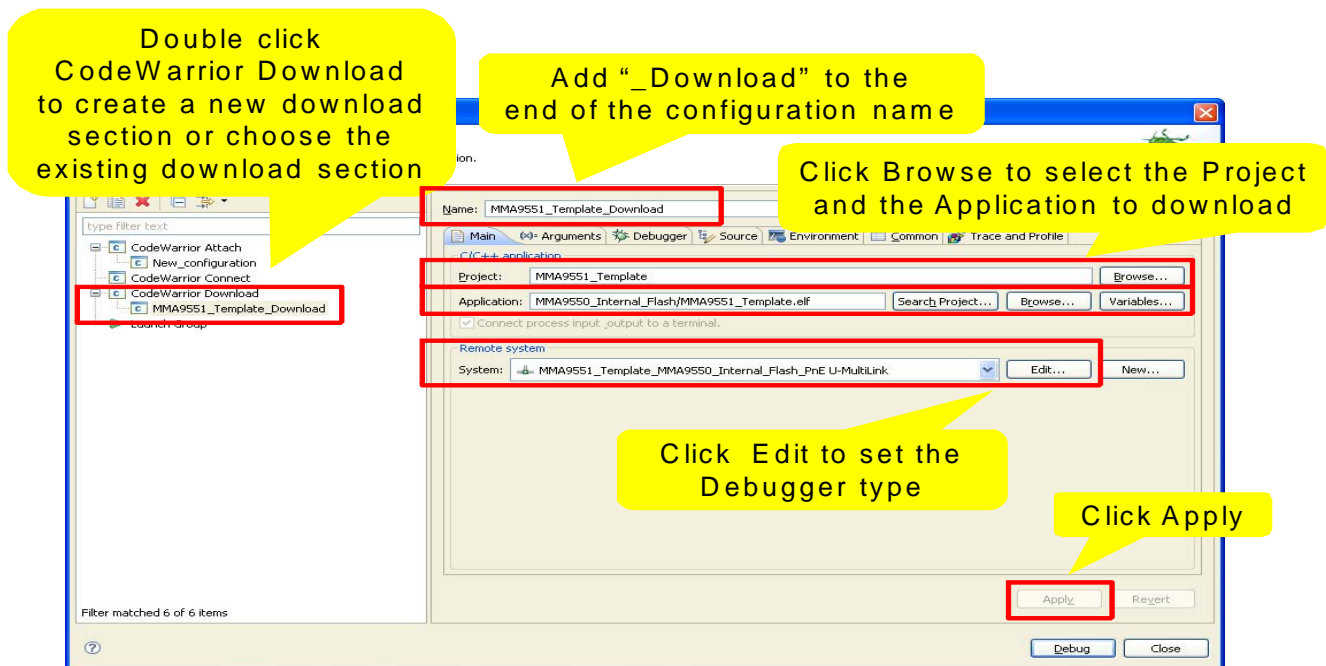 Double click
CodeWarrior Download
to create a new download
section or choose the
existing download section
Add “_Download” to the
end of the configuration name
ion.
Click Browse to select the Project
and the Application to download
type filter text
CodeWarrior Attach
New_configuration
CodeWarrior Connect
CodeWarrior Download
MMA9551_Template_Download
Launch Group
Filter matched 6 of 6 items
Name: MMA9551_Template_Download
Main (x)= Arguments Debugger Source Environment Common Trace and Profile
C/C++ application
Project: MMA9551_Template Browse...
Application: MMA9550_Internal_Flash/MMA9551_Template.elf Search Project... Browse... Variables...
Connect process input _output to a terminal.
Remote system
System: MMA9551_Template_MMA9550_Internal_Flash_PnE U-MultiLink Edit... New...
Click Edit to set the
Debugger type
Click Apply
Apply Revert
? Debug Close